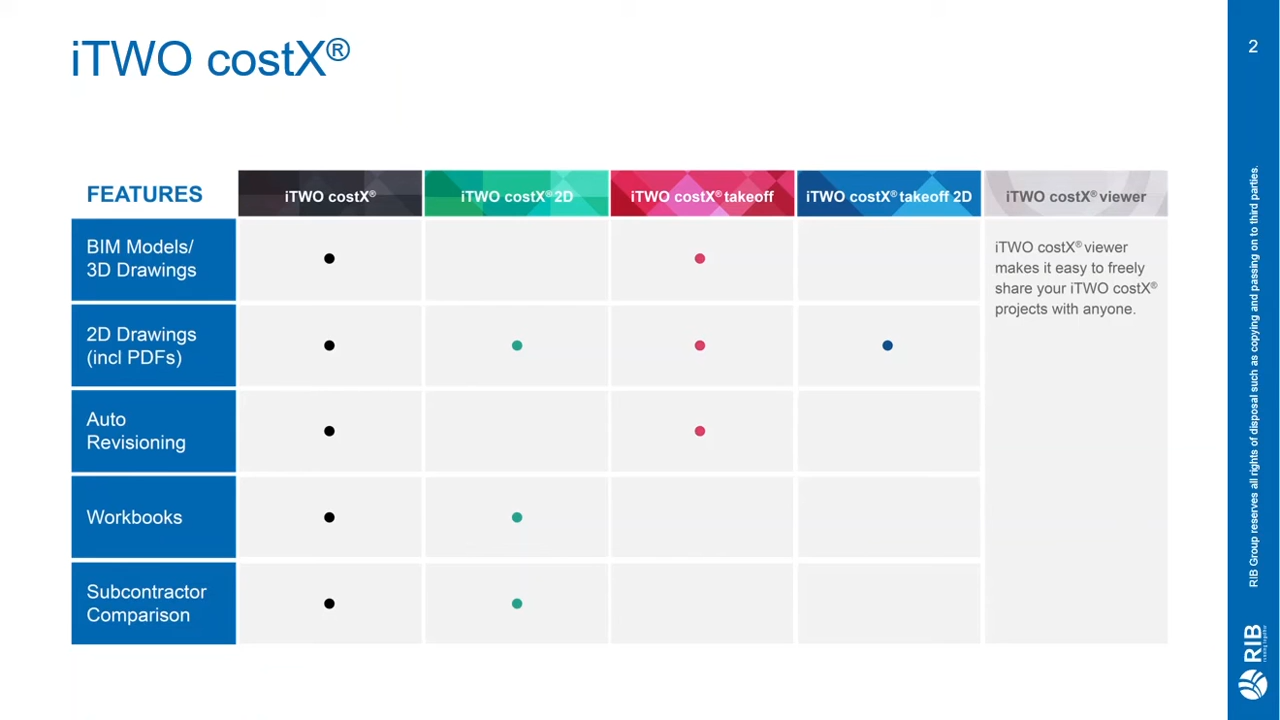 iTWO costX®
2
FEATURES
iTWO costX®
iTWO costX® 2D
iTWO costX® takeoff
iTWO costX® takeoff 2D
iTWO costX® viewer
BIM Models/
3D Drawings
iTWO costX® viewer
makes it easy to freely
share your iTWO costX®
projects with anyone.
2D Drawings
(incl PDFs)
Auto
Revisioning
Workbooks
Subcontractor
Comparison
RIB Group reserves all rights of disposal such as copying and passing on to third parties.
RIB